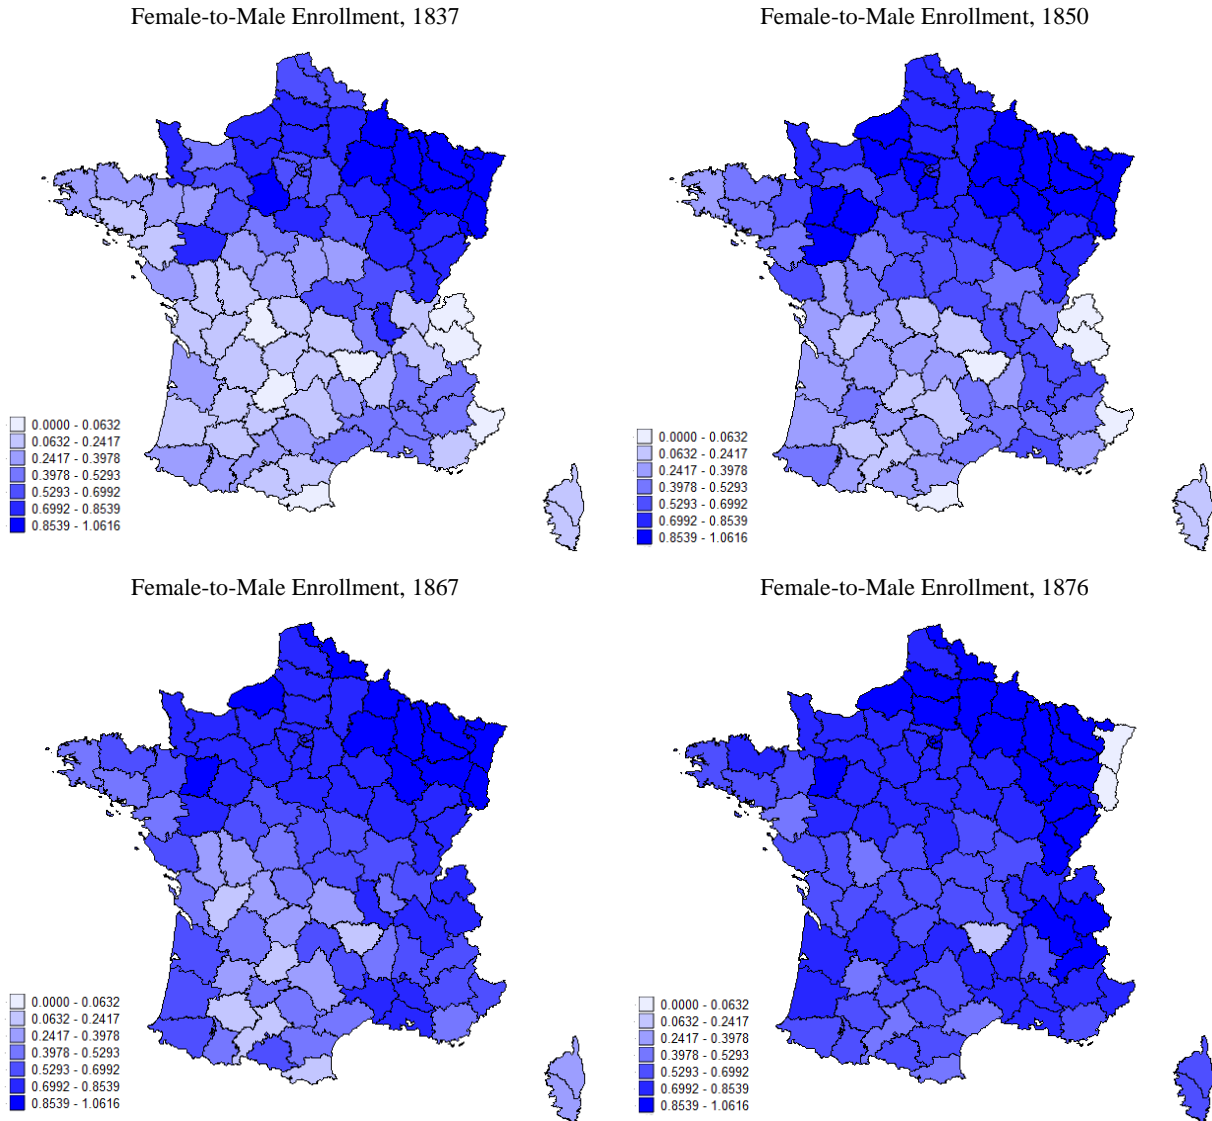 Female-to-Male Enrollment, 1837
Female-to-Male Enrollment, 1850
0.0000 - 0.0632
0.0632 - 0.2417
0.2417 - 0.3978
0.3978 - 0.5293
0.5293 - 0.6992
0.6992 - 0.8539
0.8539 - 1.0616
0.0000 - 0.0632
0.0632 - 0.2417
0.2417 - 0.3978
0.3978 - 0.5293
0.5293 - 0.6992
0.6992 - 0.8539
0.8539 - 1.0616
Female-to-Male Enrollment, 1867
Female-to-Male Enrollment, 1876
0.0000 - 0.0632
0.0632 - 0.2417
0.2417 - 0.3978
0.3978 - 0.5293
0.5293 - 0.6992
0.6992 - 0.8539
0.8539 - 1.0616
0.0000 - 0.0632
0.0632 - 0.2417
0.2417 - 0.3978
0.3978 - 0.5293
0.5293 - 0.6992
0.6992 - 0.8539
0.8539 - 1.0616